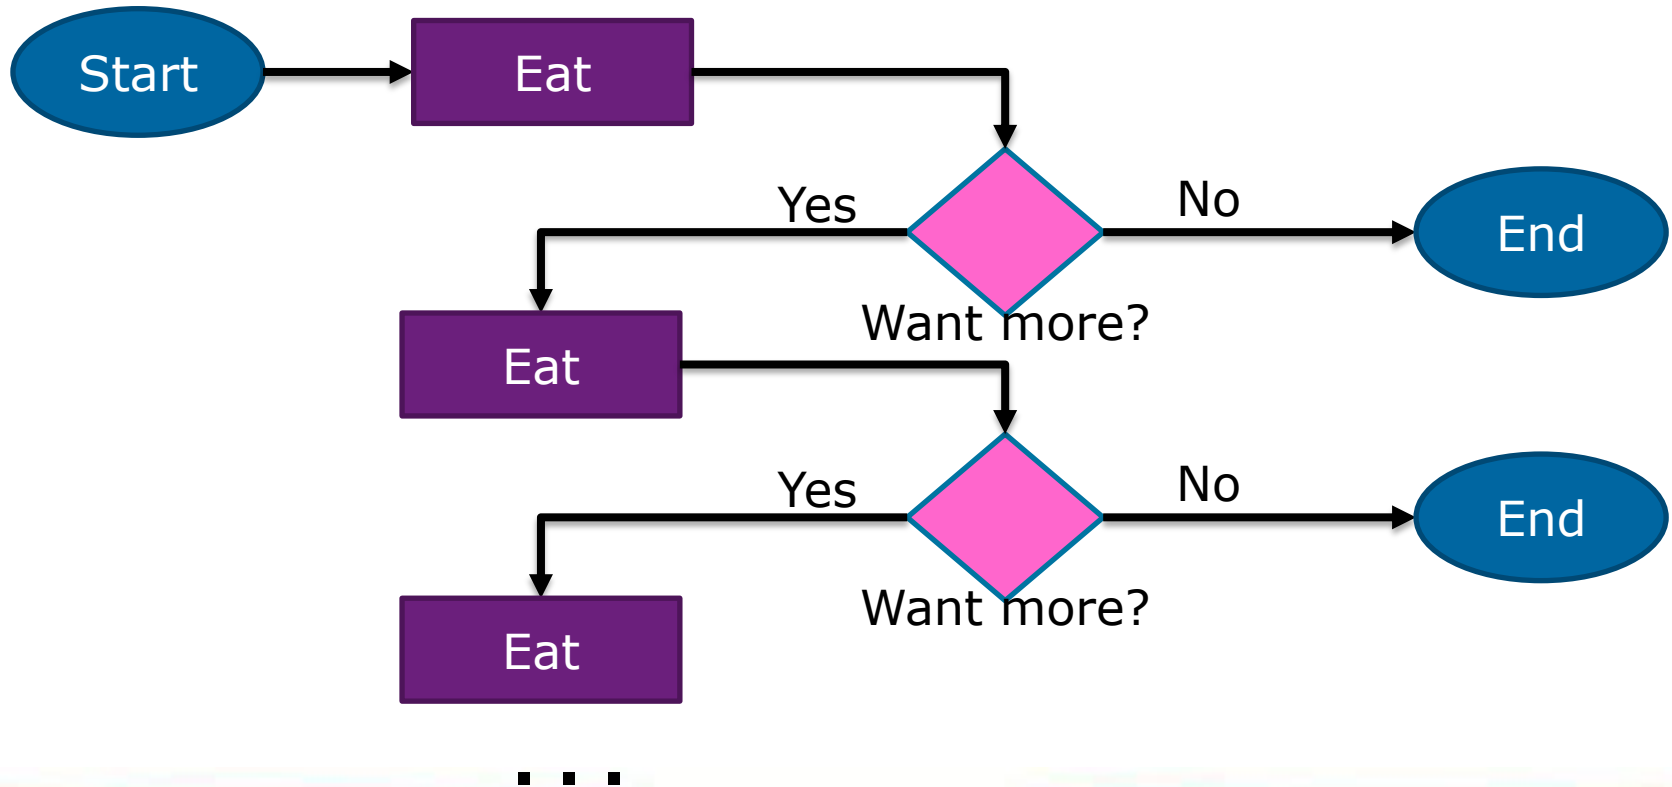 Start
Eat
Yes
No
End
Want more?
Eat
Yes
No
End
Want more?
Eat
...